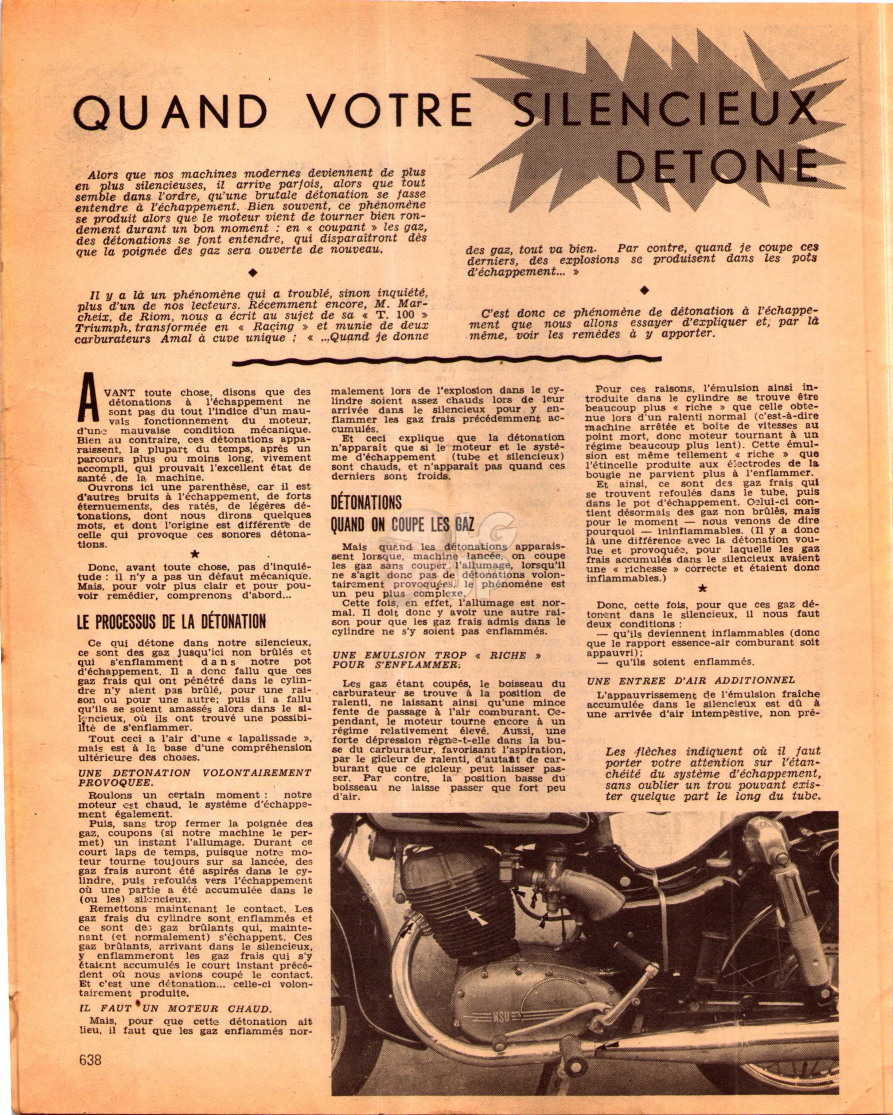 QUAND VOTRE SILENCIEUX
DETONE
Alors que nos machines modernes deviennent de plus
en plus silencieuses, il arrive parfois, alors que tout
semble dans l'ordre, qu'une brutale détonation se fasse
entendre à l'échappement. Bien souvent, ce phénomène
se produit alors que le moteur vient de tourner bien ron-
dement durant un bon moment : en « coupant » les gaz,
des détonations se font entendre, qui disparaîtront dès
que la poignée des gaz sera ouverte de nouveau.
Il y a là un phénomène qui a troublé, sinon inquiété,
plus d'un de nos lecteurs. Récemment encore, M. Mar-
cheix, de Riom, nous a écrit au sujet de sa « T. 100 »
Triumph, transformée en « Racing » et munie de deux
carburateurs Amal à cuve unique : « ...Quand je donne
des gaz, tout va bien. Par contre, quand je coupe ces
derniers, des explosions se produisent dans les pots
d'échappement... »
C'est donc ce phénomène de détonation à l'échappe-
ment que nous allons essayer d'expliquer et, par là
même, voir les remèdes à y apporter.
AVANT toute chose, disons que des
détonations à l'échappement ne
sont pas du tout l'indice d'un mau-
vais fonctionnement du moteur,
d'une mauvaise condition mécanique.
Bien au contraire, ces détonations appa-
raissent, la plupart du temps, après un
parcours plus ou moins long, vivement
accompli, qui prouvait l'excellent état de
santé de la machine.
Ouvrons ici une parenthèse, car il est
d'autres bruits à l'échappement, de forts
éternuements, des ratés, de légères dé-
tonations, dont nous dirons quelques
mots, et dont l'origine est différente de
celle qui provoque ces sonores détona-
tions.
★
Donc, avant toute chose, pas d'inquié-
tude : il n'y a pas un défaut mécanique.
Mais, pour voir plus clair et pour pou-
voir remédier, comprenons d'abord...
LE PROCESSUS DE LA DÉTONATION
Ce qui détone dans notre silencieux,
ce sont des gaz jusqu'ici non brûlés et
qui s'enflamment dans notre pot
d'échappement. Il a donc fallu que ces
gaz frais qui ont pénétré dans le cylin-
dre n'y aient pas brûlé, pour une rai-
son ou pour une autre; puis il a fallu
qu'ils se soient amassés alors dans le si-
lencieux, où ils ont trouvé une possibi-
lité de s'enflammer.
Tout ceci a l'air d'une « lapalissade »,
mais est à la base d'une compréhension
ultérieure des choses.
UNE DETONATION VOLONTAIREMENT
PROVOQUEE.
Roulons un certain moment : notre
moteur est chaud, le système d'échappe-
ment également.
Puis, sans trop fermer la poignée des
gaz, coupons (si notre machine le per-
met) un instant l'allumage. Durant ce
court laps de temps, puisque notre mo-
teur tourne toujours sur sa lancée, des
gaz frais auront été aspirés dans le cy-
lindre, puis refoulés vers l'échappement
où une partie a été accumulée dans le
(ou les) silencieux.
Remettons maintenant le contact. Les
gaz frais du cylindre sont enflammés et
ce sont des gaz brûlants qui, mainte-
nant (et normalement) s'échappent. Ces
gaz brûlants, arrivant dans le silencieux,
y enflammeront les gaz frais qui s'y
étaient accumulés le court instant précé-
dent où nous avions coupé le contact.
Et c'est une détonation... celle-ci volon-
tairement produite.
IL FAUT UN MOTEUR CHAUD.
Mais, pour que cette détonation ait
lieu, il faut que les gaz enflammés nor-
malement lors de l'explosion dans le cy-
lindre soient assez chauds lors de leur
arrivée dans le silencieux pour y en-
flammer les gaz frais précédemment ac-
cumulés.
Et ceci explique que la détonation
n'apparaît que si le moteur et le systè-
me d'échappement (tube et silencieux)
sont chauds, et n'apparaît pas quand ces
derniers sont froids.
DÉTONATIONS
QUAND ON COUPE LES GAZ
Mais quand les détonations apparais-
sent lorsque, machine lancée, on coupe
les gaz sans couper l'allumage, lorsqu'il
ne s'agit donc pas de détonations volon-
tairement provoquées, le phénomène est
un peu plus complexe.
Cette fois, en effet, l'allumage est nor-
mal. Il doit donc y avoir une autre rai-
son pour que les gaz frais admis dans le
cylindre ne s'y soient pas enflammés.
UNE EMULSION TROP « RICHE »
POUR S'ENFLAMMER.
Les gaz étant coupés, le boisseau du
carburateur se trouve à la position de
ralenti, ne laissant ainsi qu'une mince
fente de passage à l'air comburant. Ce-
pendant, le moteur tourne encore à un
régime relativement élevé. Aussi, une
forte dépression règne-t-elle dans la bu-
se du carburateur, favorisant l'aspiration,
par le gicleur de ralenti, d'autant de car-
burant que ce gicleur peut laisser pas-
ser. Par contre, la position basse du
boisseau ne laisse passer que fort peu
d'air.
Pour ces raisons, l'émulsion ainsi in-
troduite dans le cylindre se trouve être
beaucoup plus « riche » que celle obte-
nue lors d'un ralenti normal (c'est-à-dire
machine arrêtée et boîte de vitesses au
point mort, donc moteur tournant à un
régime beaucoup plus lent). Cette émul-
sion est même tellement « riche » que
l'étincelle produite aux électrodes de la
bougie ne parvient plus à l'enflammer.
Et ainsi, ce sont des gaz frais qui
se trouvent refoulés dans le tube, puis
dans le pot d'échappement. Celui-ci con-
tient désormais des gaz non brûlés, mais
pour le moment — nous venons de dire
pourquoi — ininflammables. (Il y a donc
là une différence avec la détonation vou-
lue et provoquée, pour laquelle les gaz
frais accumulés dans le silencieux avaient
une « richesse » correcte et étaient donc
inflammables.)
★
Donc, cette fois, pour que ces gaz dé-
tonent dans le silencieux, il nous faut
deux conditions :
— qu'ils deviennent inflammables (donc
que le rapport essence-air comburant soit
appauvri);
— qu'ils soient enflammés.
UNE ENTREE D'AIR ADDITIONNEL
L'appauvrissement de l'émulsion fraîche
accumulée dans le silencieux est dû à
une arrivée d'air intempestive, non pré-
Les flèches indiquent où il faut
porter votre attention sur l'étan-
chéité du système d'échappement,
sans oublier un trou pouvant exis-
ter quelque part le long du tube.
NSU
638